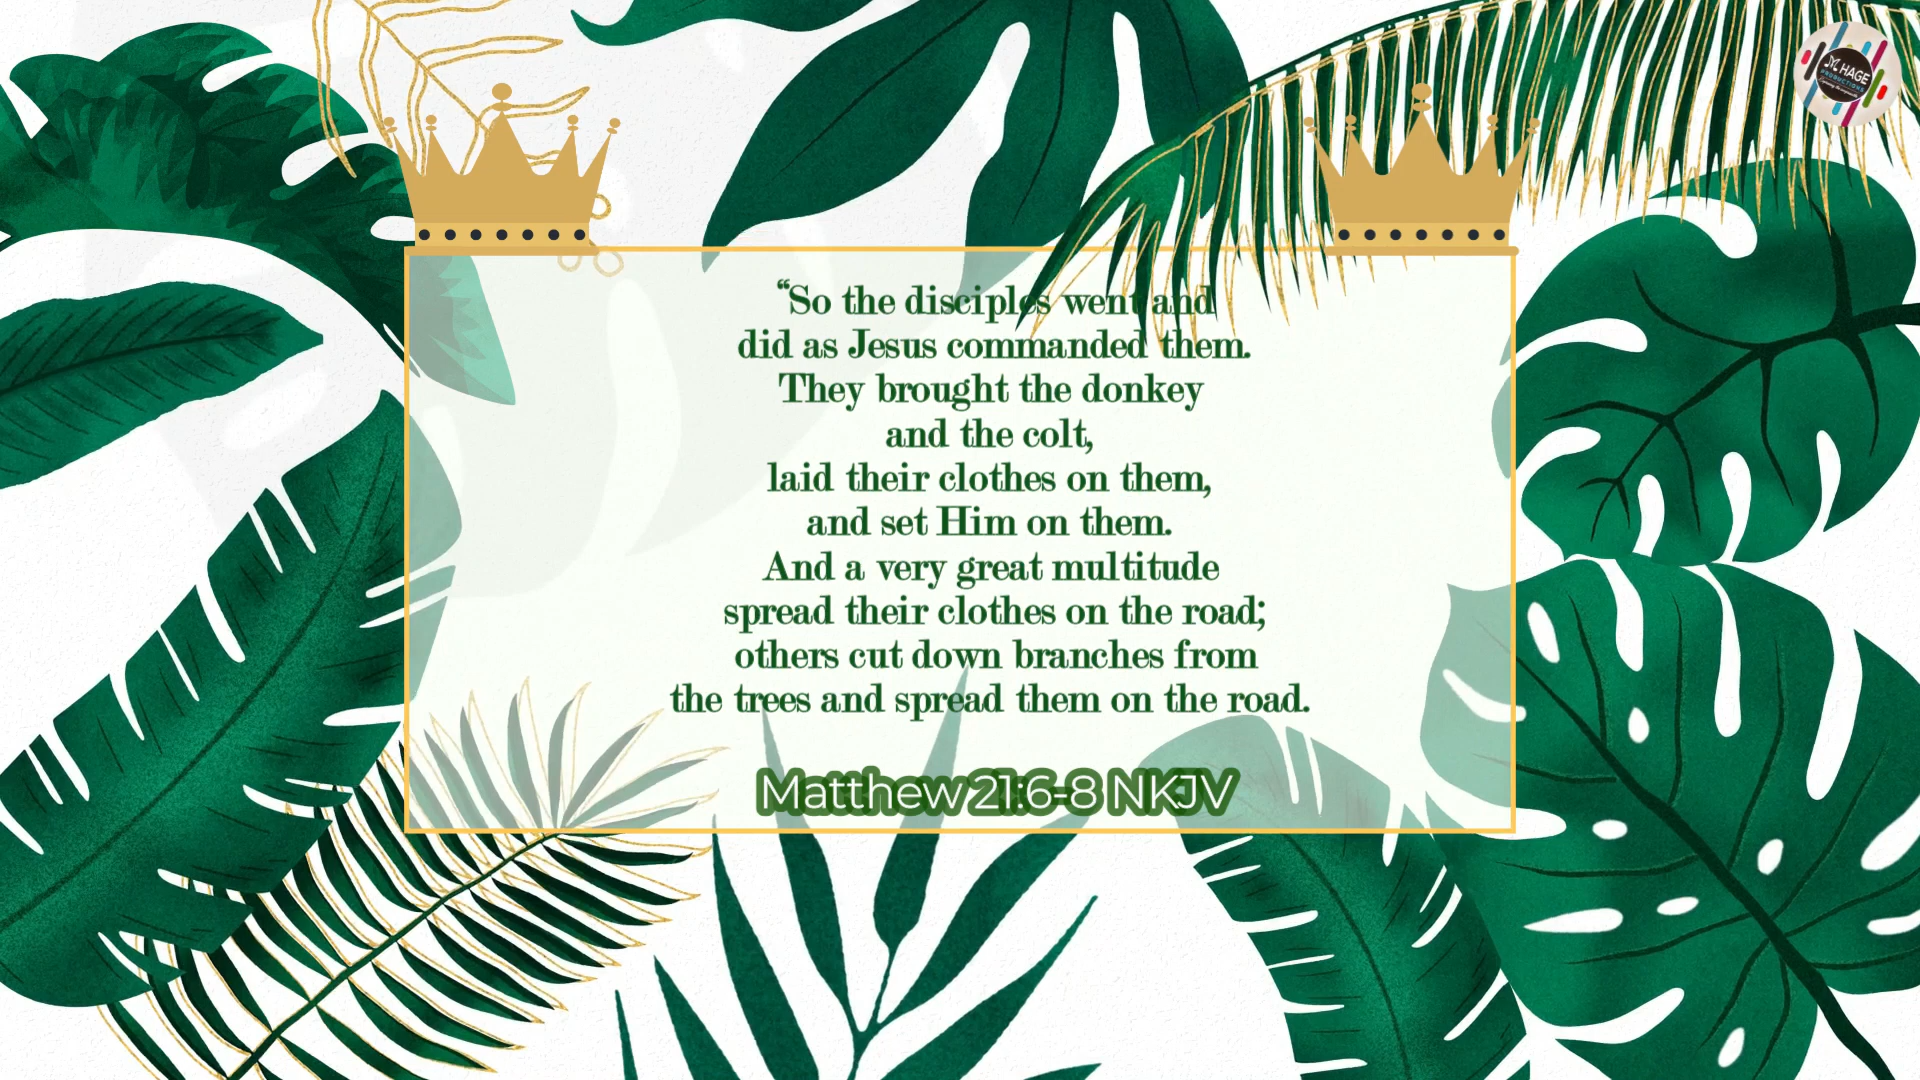 “So the disciples went and
did as Jesus commanded them.
They brought the donkey
and the colt,
laid their clothes on them,
and set Him on them.
And a very great multitude
spread their clothes on the road;
others cut down branches from
the trees and spread them on the road.
Matthew 21:6-8 NKJV
M HAGE
PRODUCTIONS